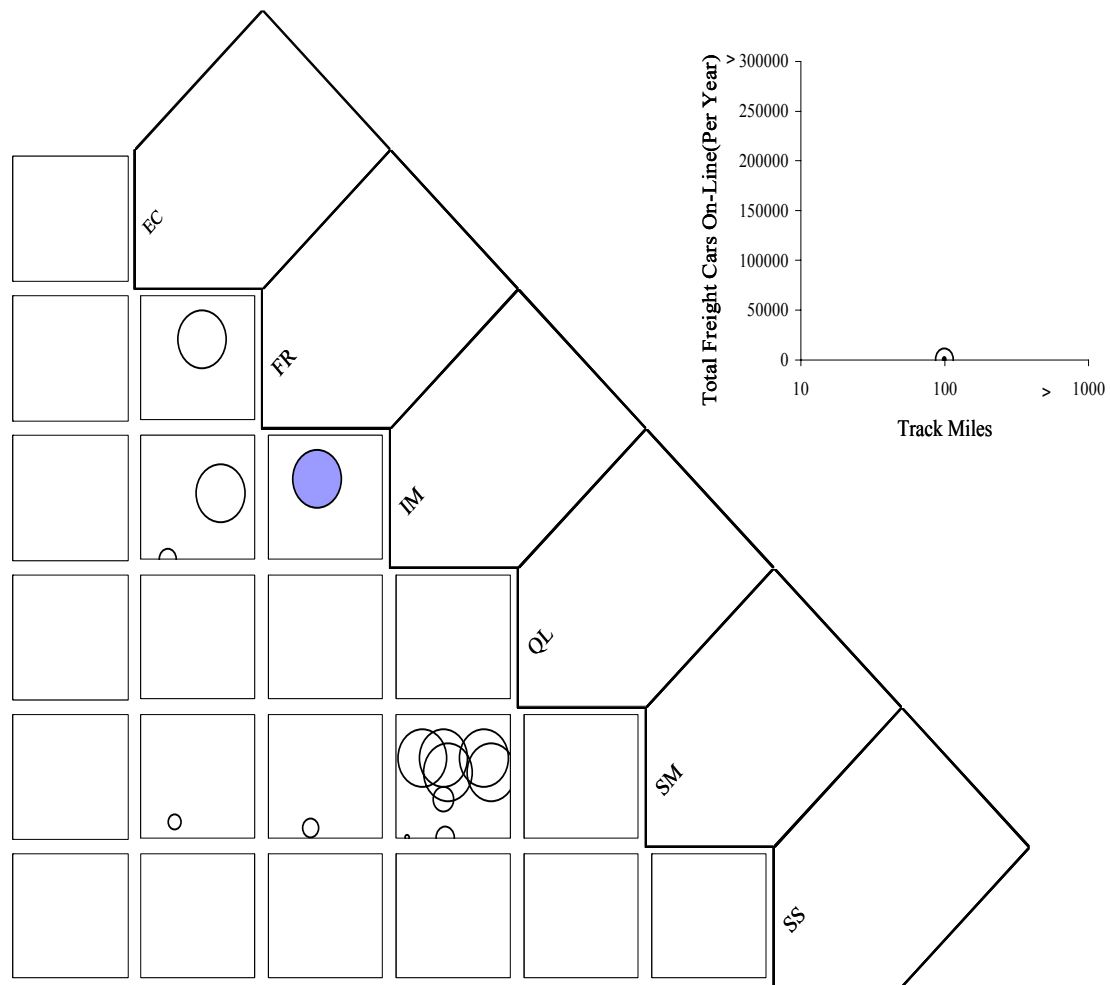 EC
FR
IM
QL
SM
SS
Total Freight Cars On-Line(Per Year)
> 300000
250000
200000
150000
100000
50000
0
10
100
> 1000
Track Miles